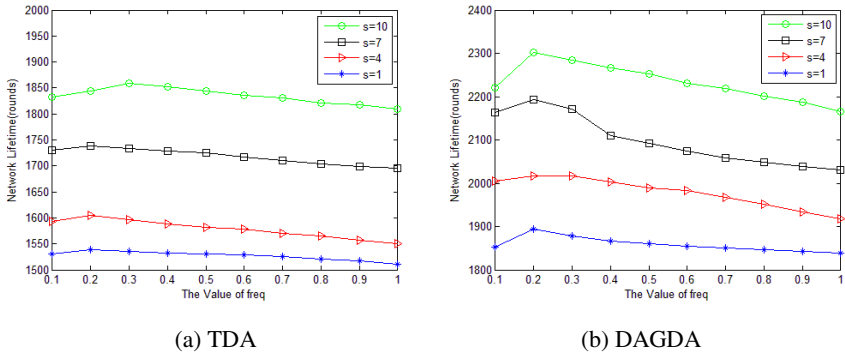 2000
1950
1900
1850
1800
1750
1700
1650
1600
1550
1500
Network Lifetime(rounds)
s=10
s=7
s=4
s=1
0.1 0.2 0.3 0.4 0.5 0.6 0.7 0.8 0.9 1
The Value of freq
(a) TDA
2400
2300
2200
2100
2000
1900
1800
Network Lifetime(rounds)
s=10
s=7
s=4
s=1
0.1 0.2 0.3 0.4 0.5 0.6 0.7 0.8 0.9 1
The Value of freq
(b) DAGDA